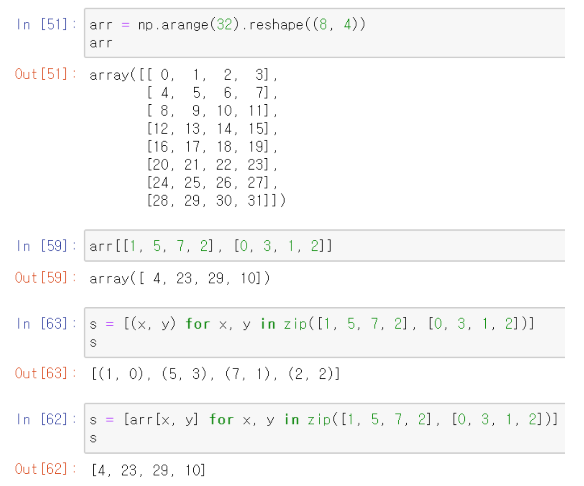 In [51]: arr = np.arange(32).reshape((8, 4))
arr
Out[51]: array([[ 0,  1,  2,  3],
[ 4,  5,  6,  7],
[ 8,  9, 10, 11],
[12, 13, 14, 15],
[16, 17, 18, 19],
[20, 21, 22, 23],
[24, 25, 26, 27],
[28, 29, 30, 31]])
In [59]: arr[[1, 5, 7, 2], [0, 3, 1, 2]]
Out[59]: array([ 4, 23, 29, 10])
In [63]: s = [(x, y) for x, y in zip([1, 5, 7, 2], [0, 3, 1, 2])]
s
Out[63]: [(1, 0), (5, 3), (7, 1), (2, 2)]
In [62]: s = [arr[x, y] for x, y in zip([1, 5, 7, 2], [0, 3, 1, 2])]
s
Out[62]: [4, 23, 29, 10]